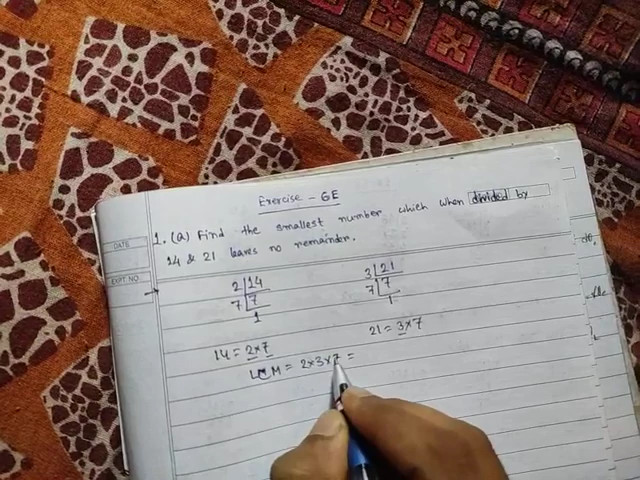 Exercise - GE
DATE
1. (a) Find the smallest number which when divided by
14 & 21 leaves no remainder.
EXPT NO.
2 | 14
7 | 7
1
3 | 21
7 | 7
1
14 = 2×7
21 = 3×7
LCM = 2×3×7 =